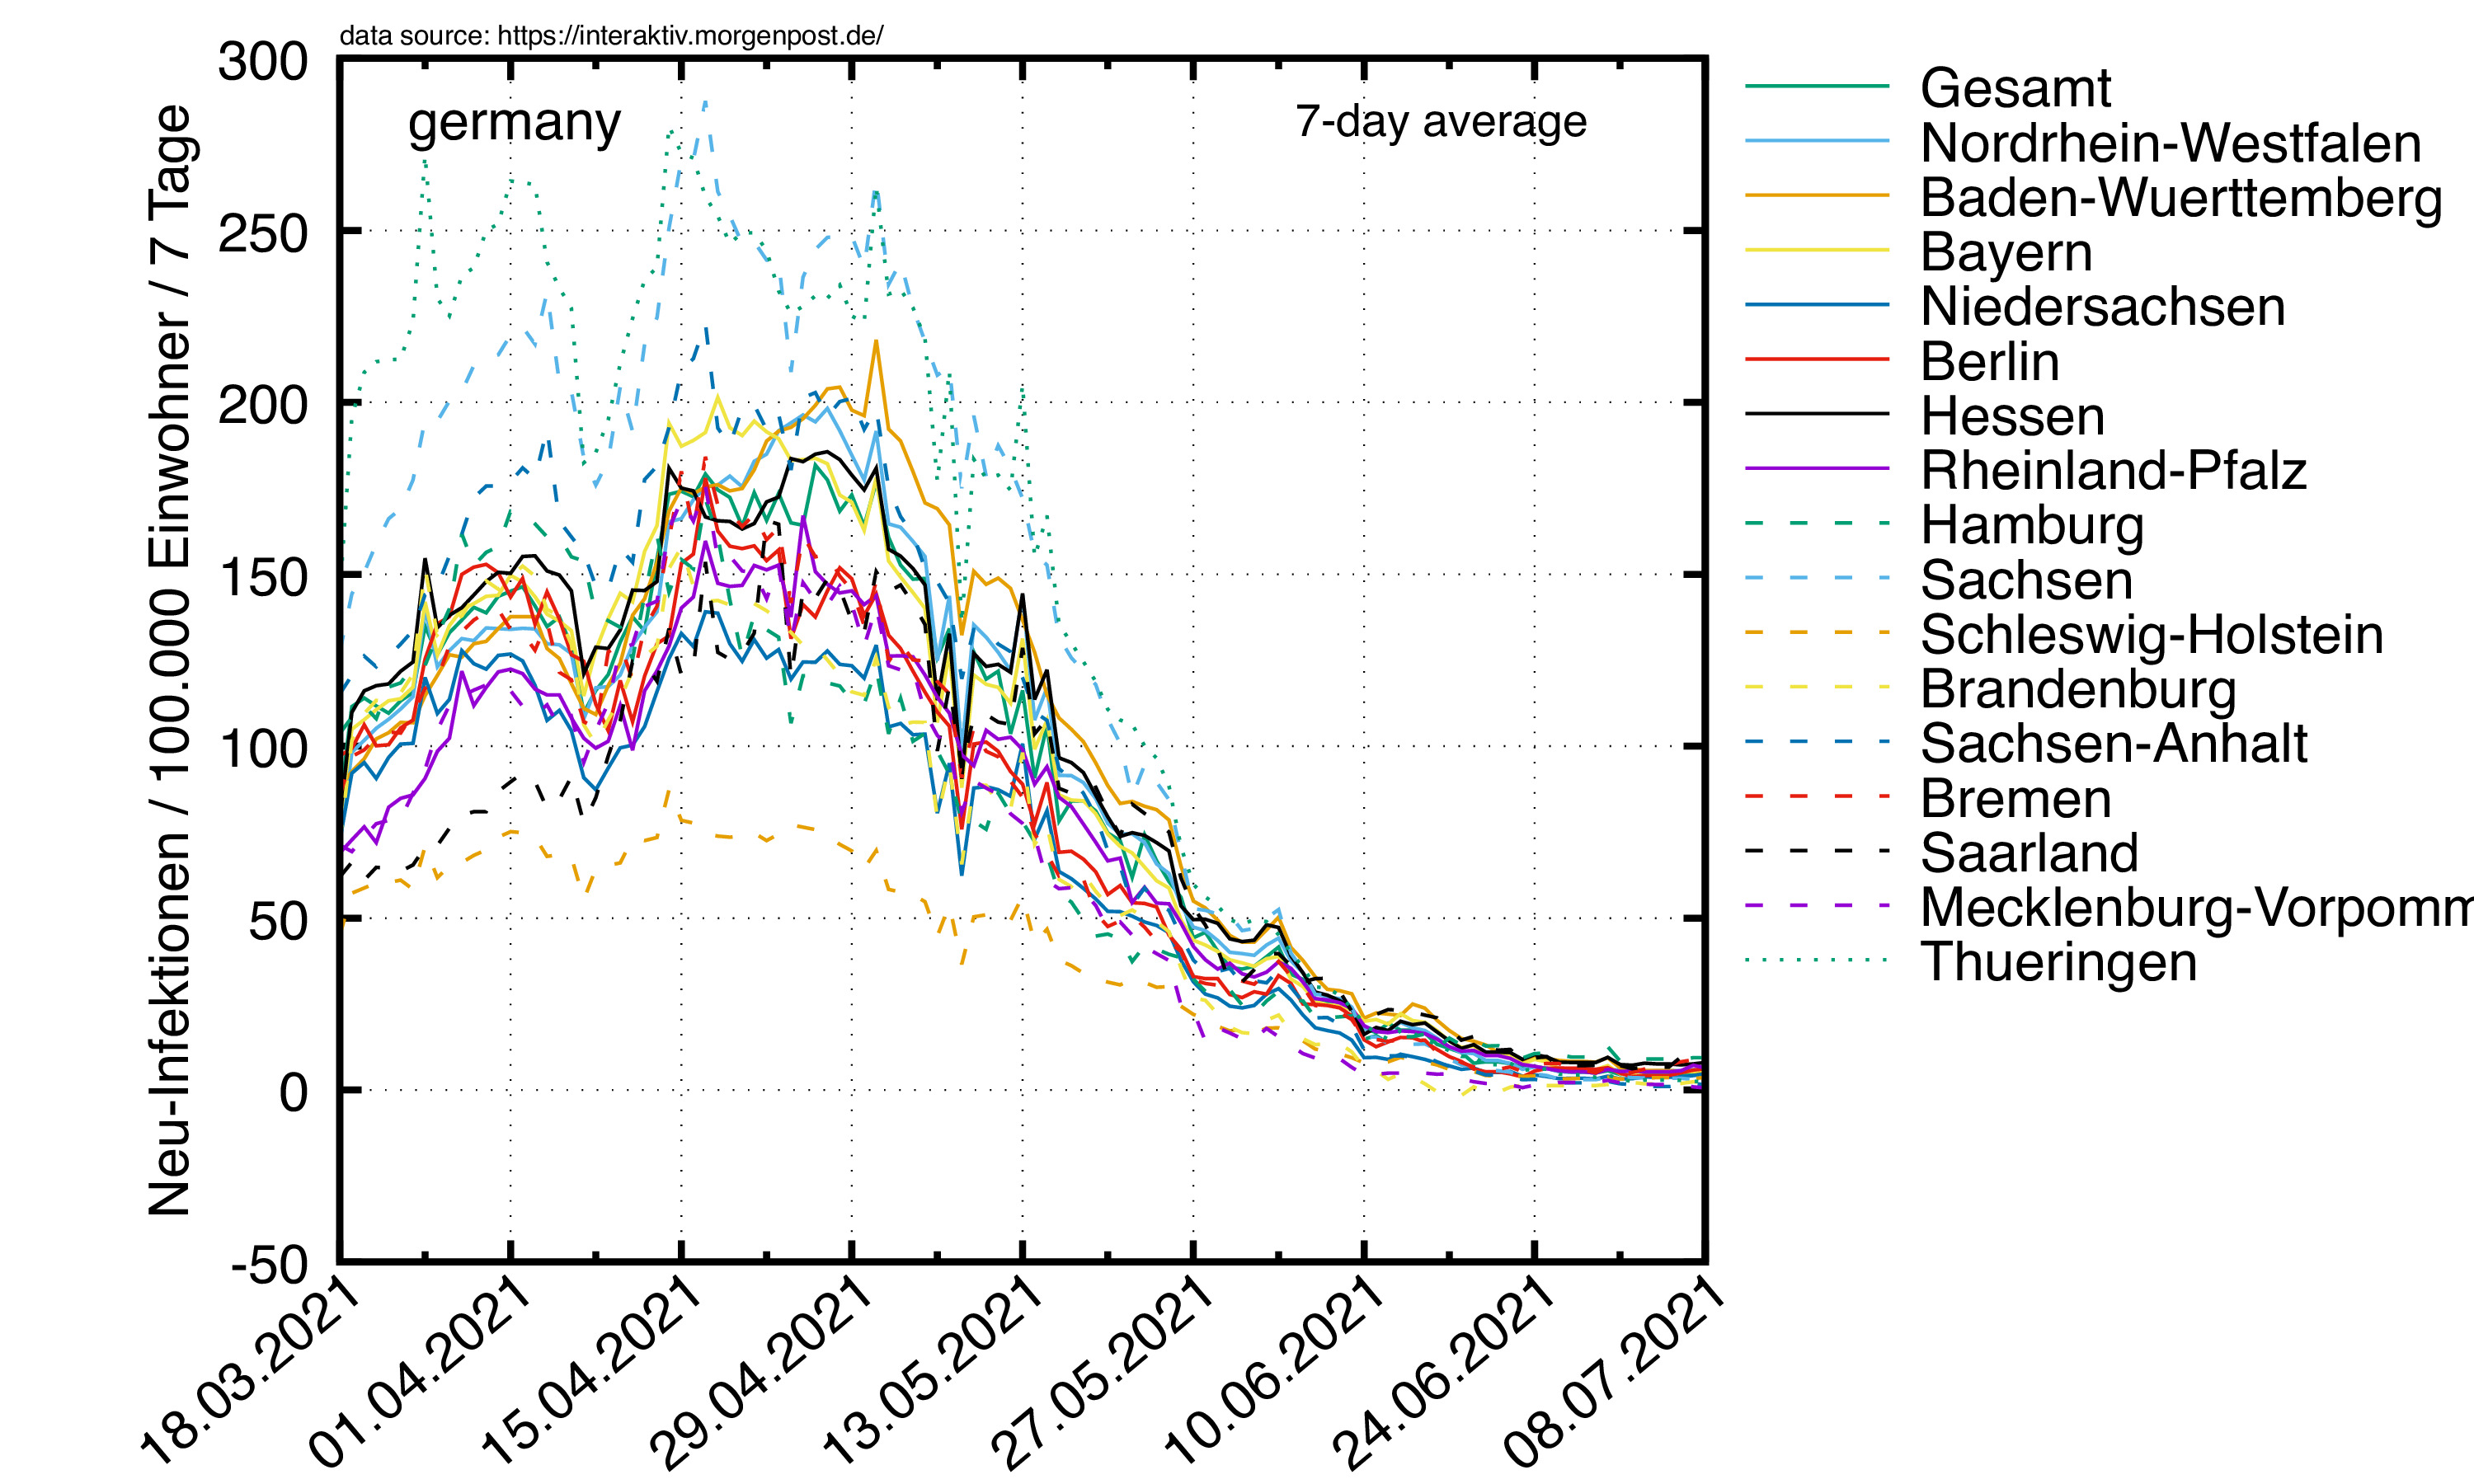 data source: https://interaktiv.morgenpost.de/
germany
7-day average
Neu-Infektionen / 100.000 Einwohner / 7 Tage
300
250
200
150
100
50
0
-50
18.03.2021
01.04.2021
15.04.2021
29.04.2021
13.05.2021
27.05.2021
10.06.2021
24.06.2021
08.07.2021
Gesamt
Nordrhein-Westfalen
Baden-Wuerttemberg
Bayern
Niedersachsen
Berlin
Hessen
Rheinland-Pfalz
Hamburg
Sachsen
Schleswig-Holstein
Brandenburg
Sachsen-Anhalt
Bremen
Saarland
Mecklenburg-Vorpomm
Thueringen